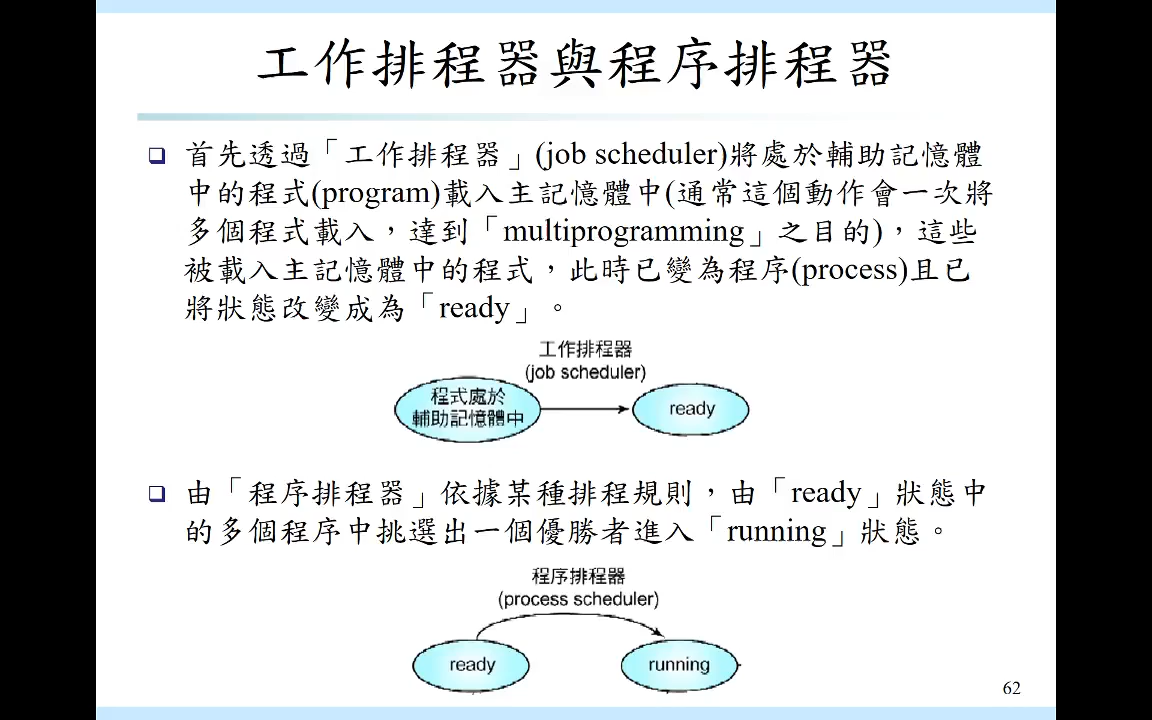 工作排程器與程序排程器
首先透過「工作排程器」(job scheduler)將處於輔助記憶體
中的程式(program)載入主記憶體中(通常這個動作會一次將
多個程式載入，達到「multiprogramming」之目的)，這些
被載入主記憶體中的程式，此時已變為程序(process)且已
將狀態改變成為「ready」。
工作排程器
(job scheduler)
程式處於
輔助記憶體中
ready
由「程序排程器」依據某種排程規則，由「ready」狀態中
的多個程序中挑選出一個優勝者進入「running」狀態。
程序排程器
(process scheduler)
ready
running
62